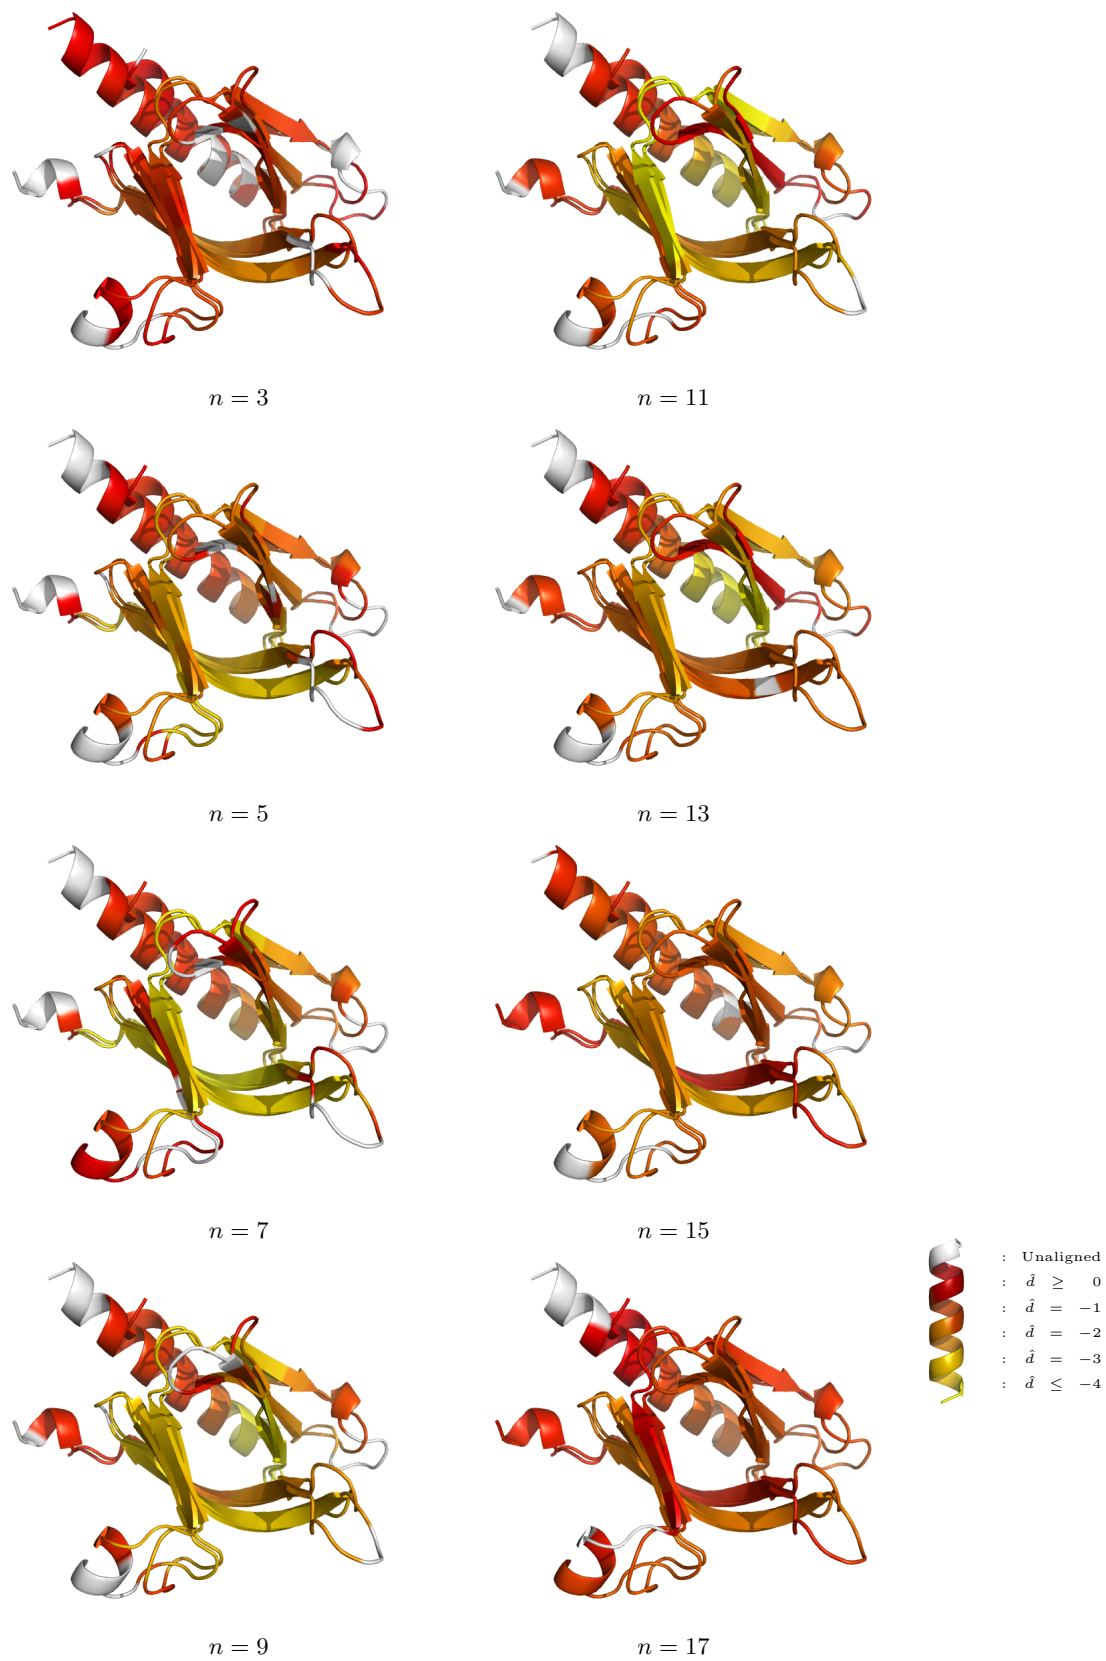 n = 3
n = 11
n = 5
n = 13
n = 7
n = 15
: Unaligned
: d̂ ≥ 0
: d̂ = −1
: d̂ = −2
: d̂ = −3
: d̂ ≤ −4
n = 9
n = 17